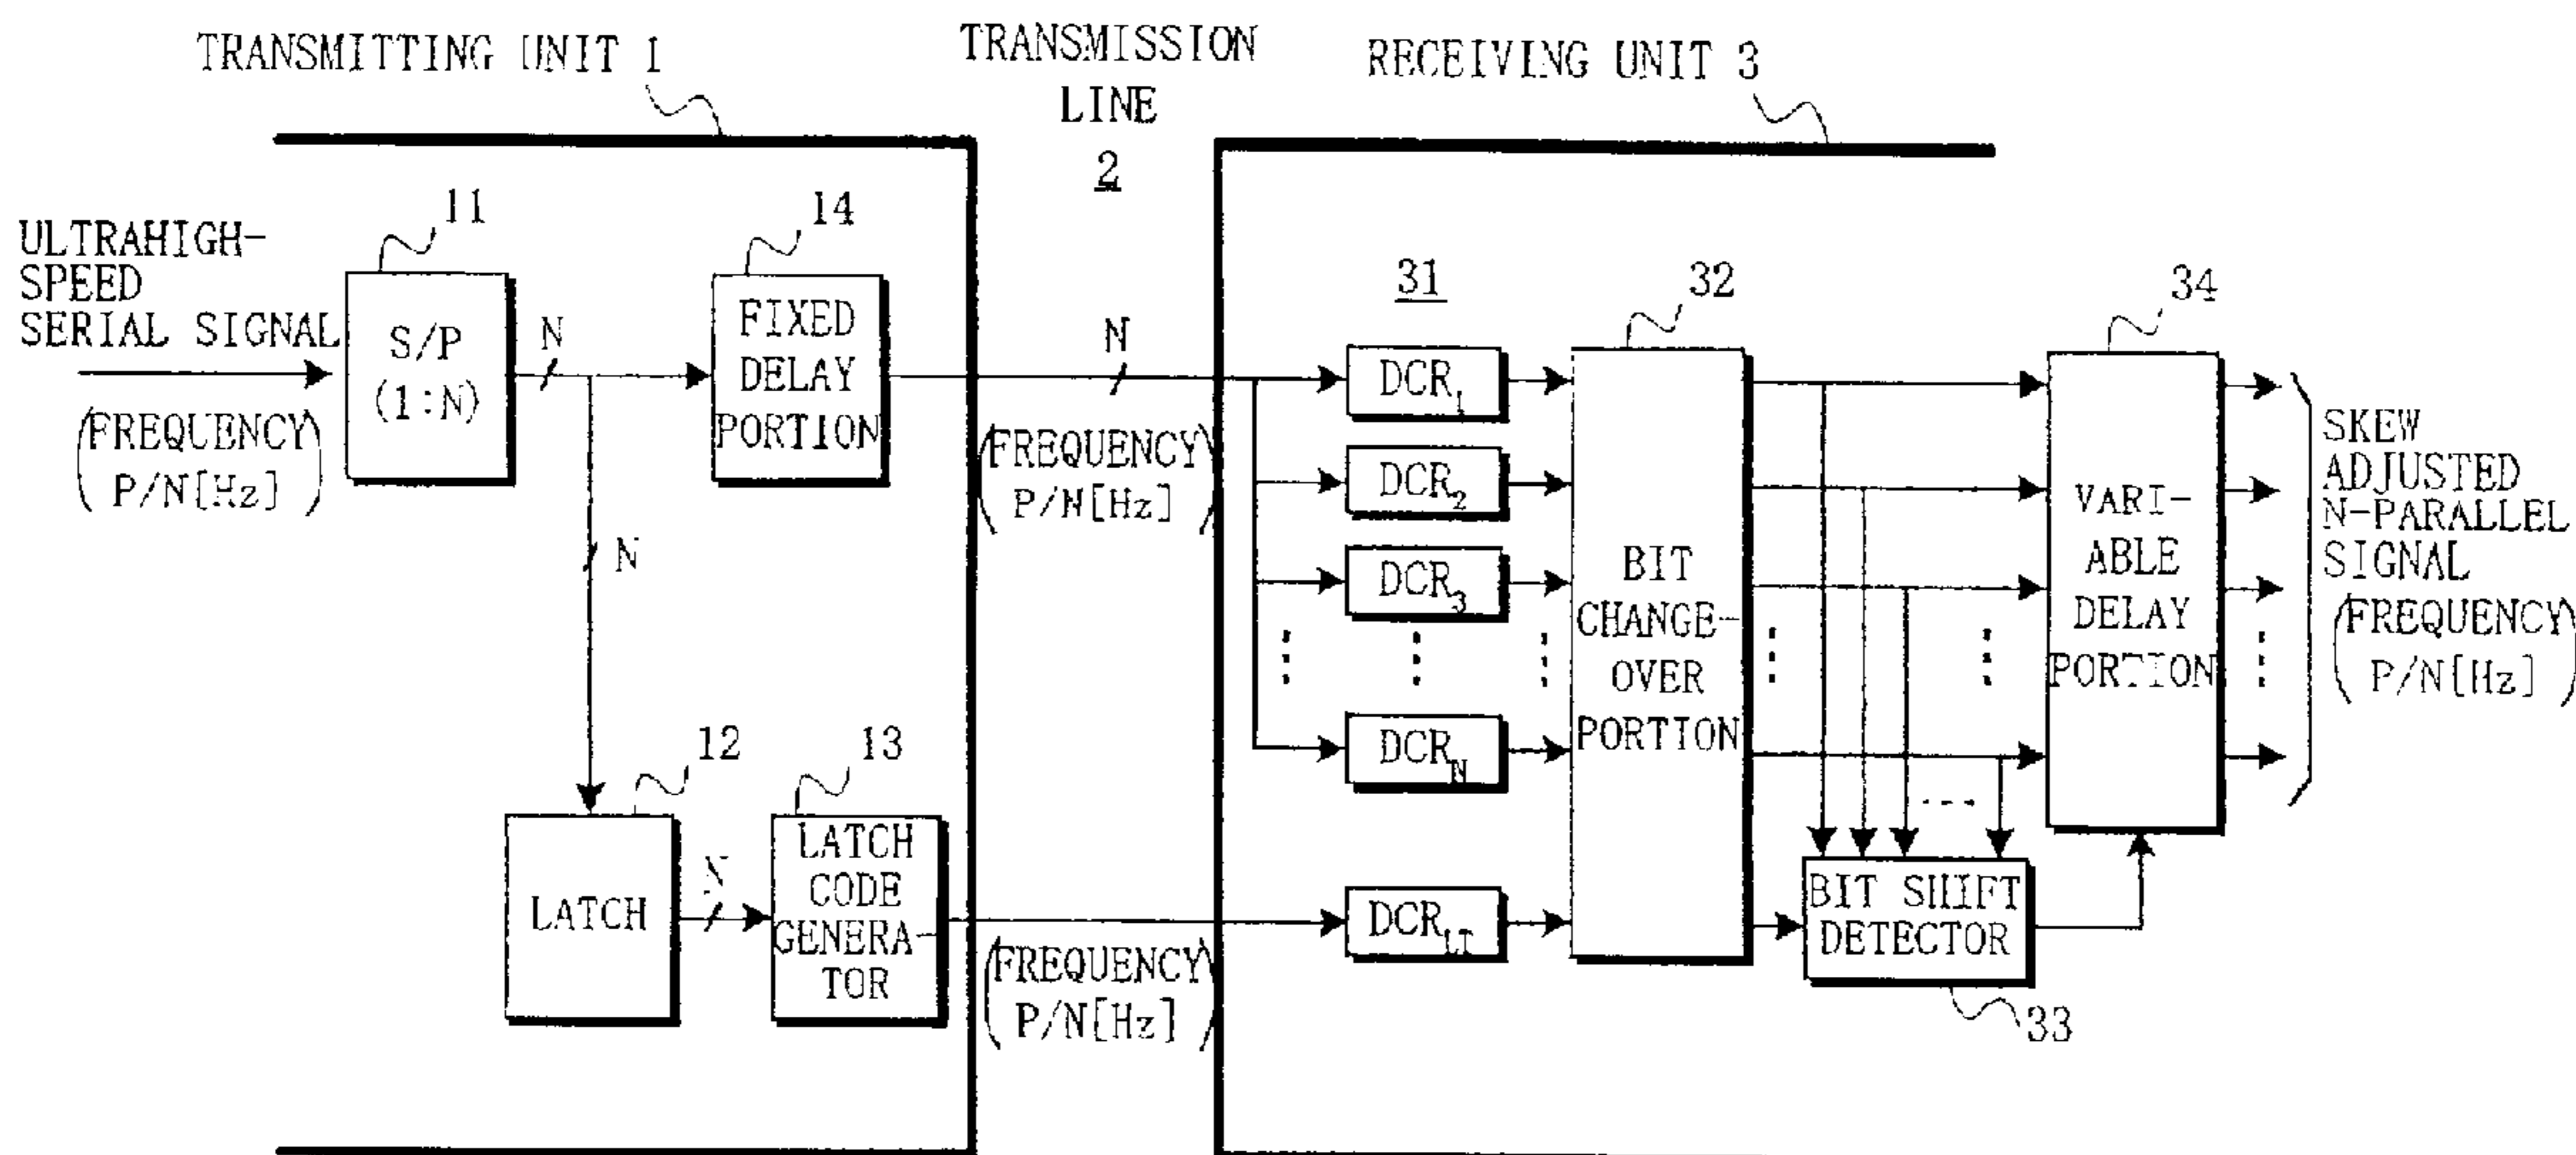 TRANSMITTING UNIT 1
TRANSMISSION
LINE
2
RECEIVING UNIT 3
ULTRAHIGH-
SPEED
SERIAL SIGNAL
(FREQUENCY
P/N[Hz])
11
S/P
(1:N)
N
14
FIXED
DELAY
PORTION
N
12
LATCH
N
13
LATCH
CODE
GENERA-
TOR
N
(FREQUENCY
P/N[Hz])
(FREQUENCY
P/N[Hz])
31
DCR1
DCR2
DCR3
DCRN
DCRLT
32
BIT
CHANGE-
OVER
PORTION
BIT SHIFT
DETECTOR
33
34
VARI-
ABLE
DELAY
PORTION
SKEW
ADJUSTED
N-PARALLEL
SIGNAL
(FREQUENCY
P/N[Hz])